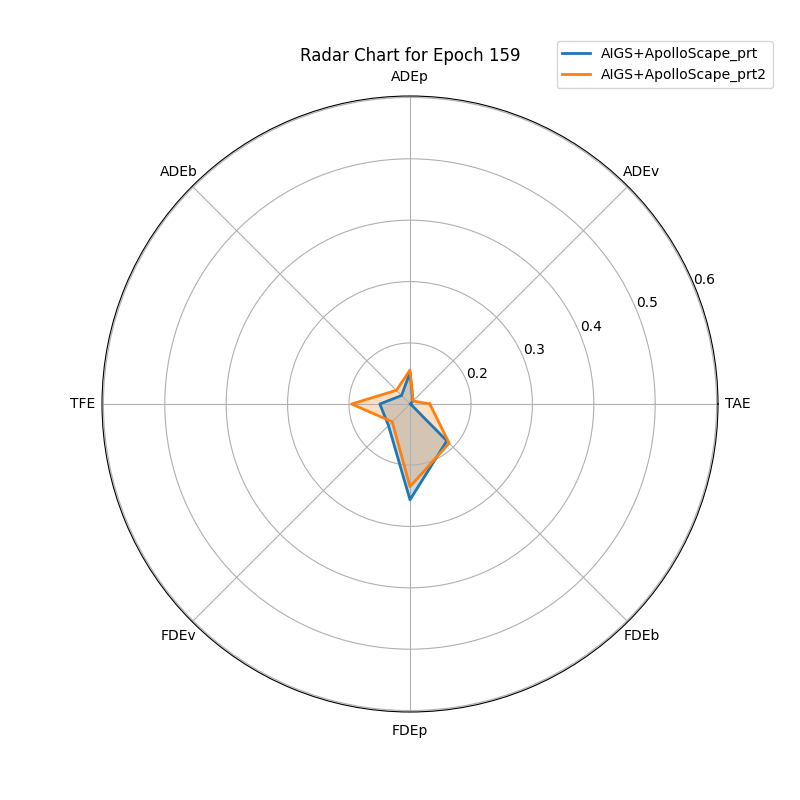 AIGS+ApolloScape_prt
AIGS+ApolloScape_prt2
Radar Chart for Epoch 159
ADEp
ADEb
ADEv
0.6
0.5
0.4
0.3
0.2
TFE
TAE
FDEv
FDEb
FDEp